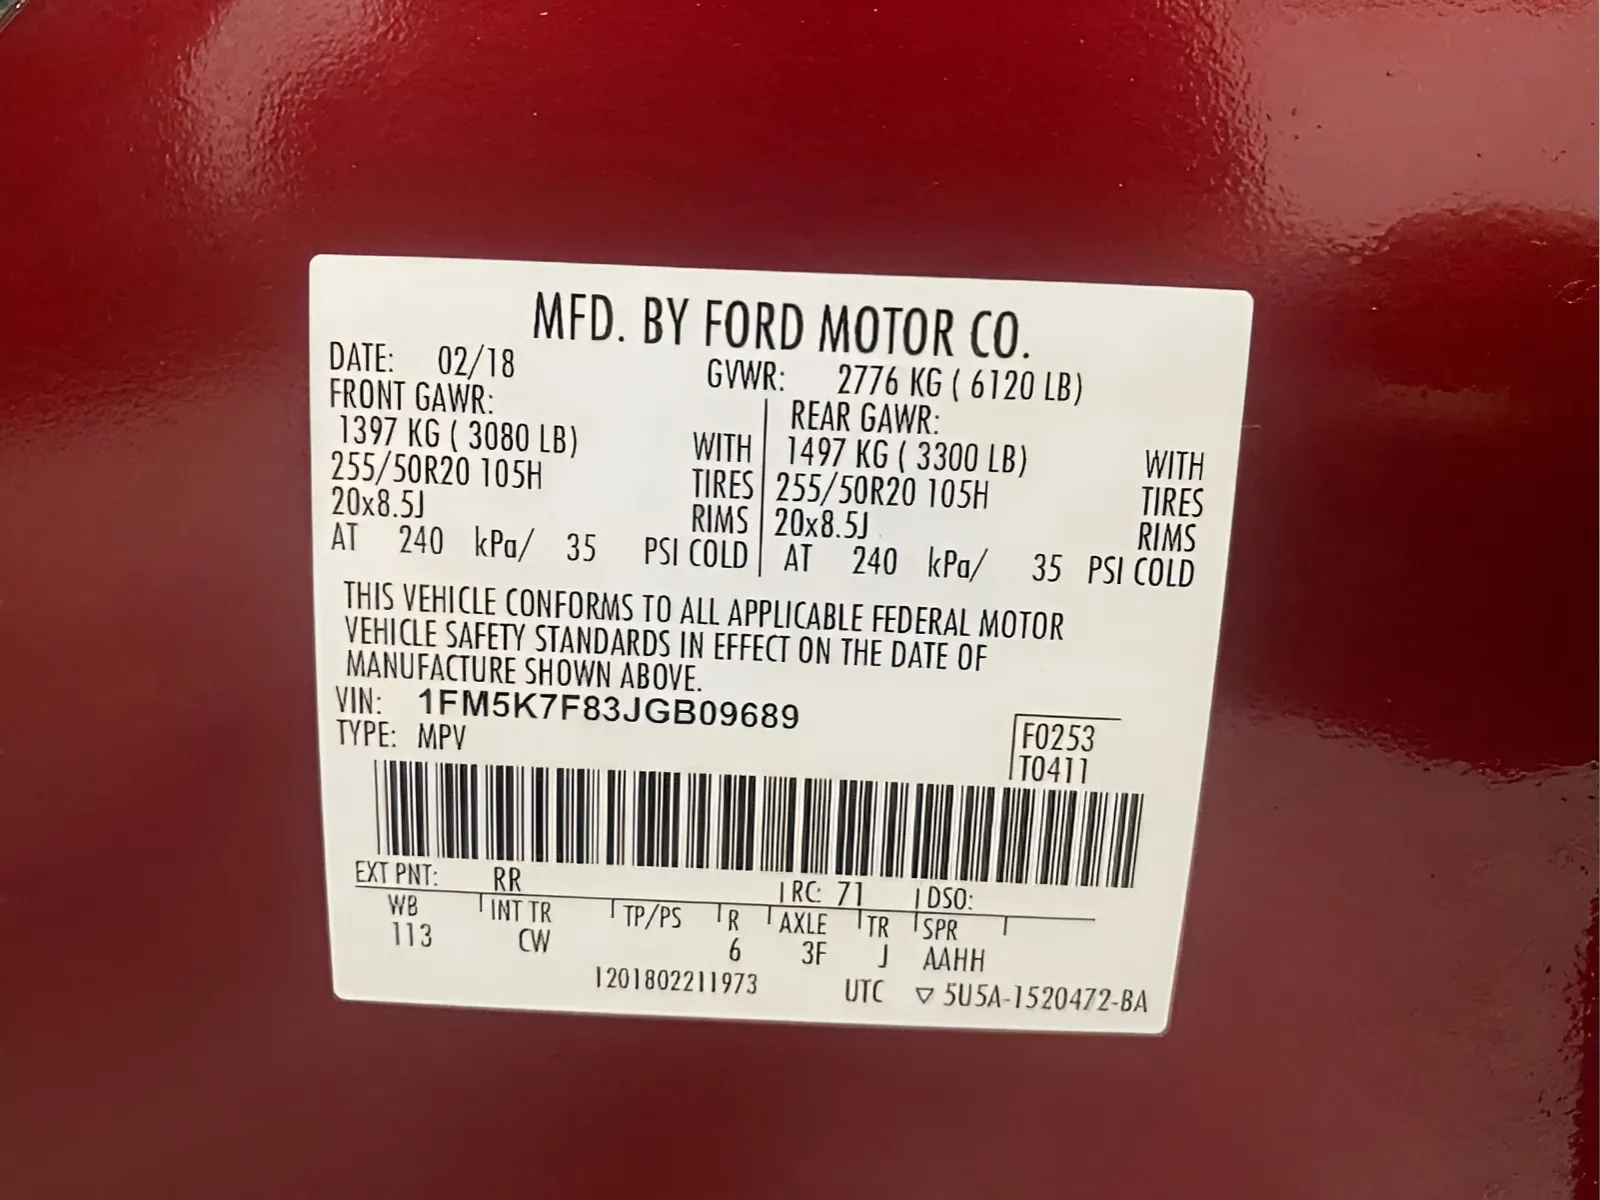 MFD. BY FORD MOTOR CO.
DATE: 02/18 GVWR: 2776 KG ( 6120 LB)
FRONT GAWR: REAR GAWR:
1397 KG ( 3080 LB) WITH 1497 KG ( 3300 LB) WITH
255/50R20 105H TIRES 255/50R20 105H TIRES
20x8.5J RIMS 20x8.5J RIMS
AT 240 kPa/ 35 PSI COLD AT 240 kPa/ 35 PSI COLD
THIS VEHICLE CONFORMS TO ALL APPLICABLE FEDERAL MOTOR
VEHICLE SAFETY STANDARDS IN EFFECT ON THE DATE OF
MANUFACTURE SHOWN ABOVE.
VIN: 1FM5K7F83JGB09689
TYPE: MPV
F0253
T0411
EXT PNT: RR RC: 71 DSO:
WB INT TR TP/PS R AXLE TR SPR
113 CW 6 3F J AAHH
1201802211973 UTC ▽ 5U5A-1520472-BA